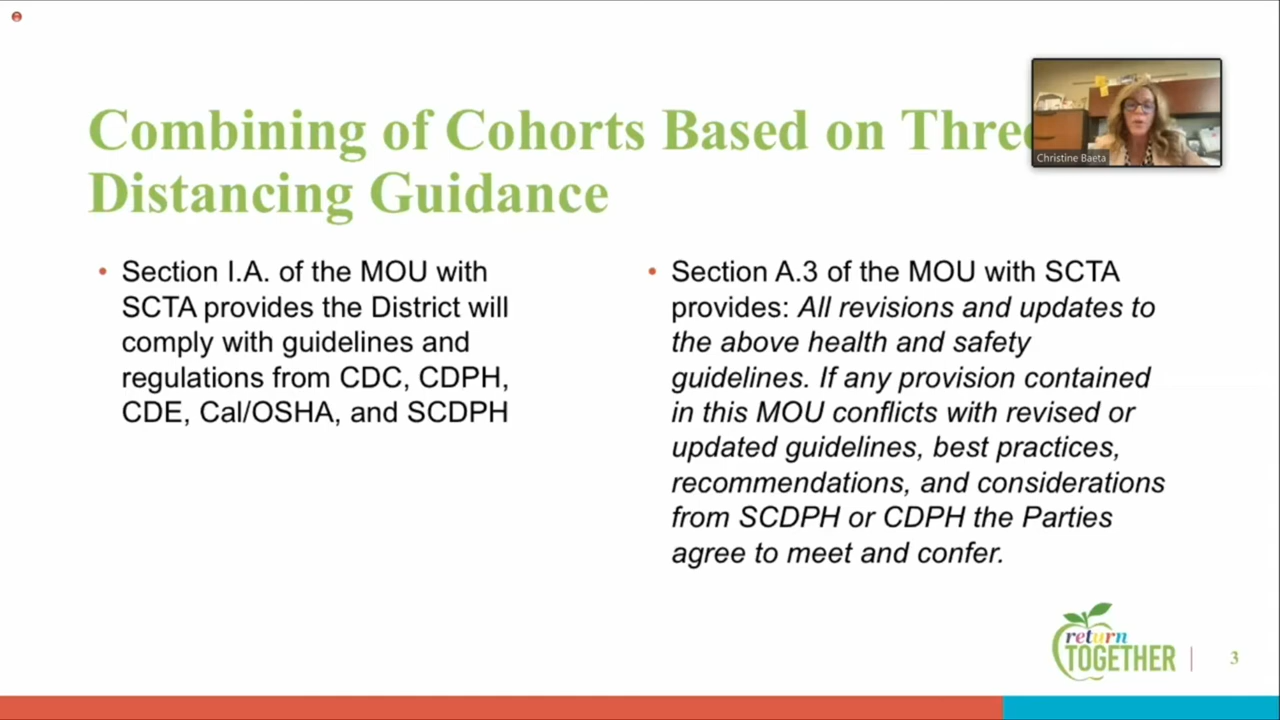 Combining of Cohorts Based on Three
Distancing Guidance
Christine Baeta
• Section I.A. of the MOU with
SCTA provides the District will
comply with guidelines and
regulations from CDC, CDPH,
CDE, Cal/OSHA, and SCDPH
• Section A.3 of the MOU with SCTA
provides: All revisions and updates to
the above health and safety
guidelines. If any provision contained
in this MOU conflicts with revised or
updated guidelines, best practices,
recommendations, and considerations
from SCDPH or CDPH the Parties
agree to meet and confer.
return
TOGETHER
3